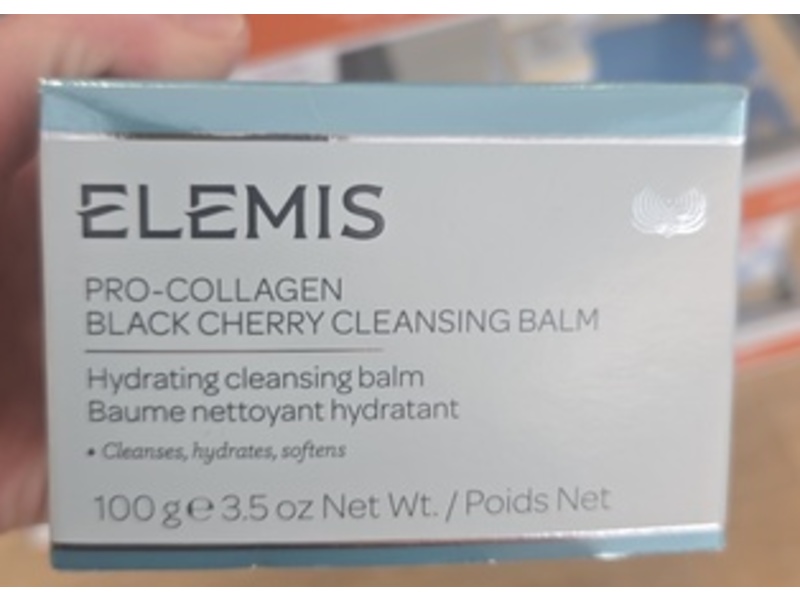 ELEMIS
PRO-COLLAGEN
BLACK CHERRY CLEANSING BALM
Hydrating cleansing balm
Baume nettoyant hydratant
• Cleanses, hydrates, softens
100 g ℮ 3.5 oz Net Wt. / Poids Net